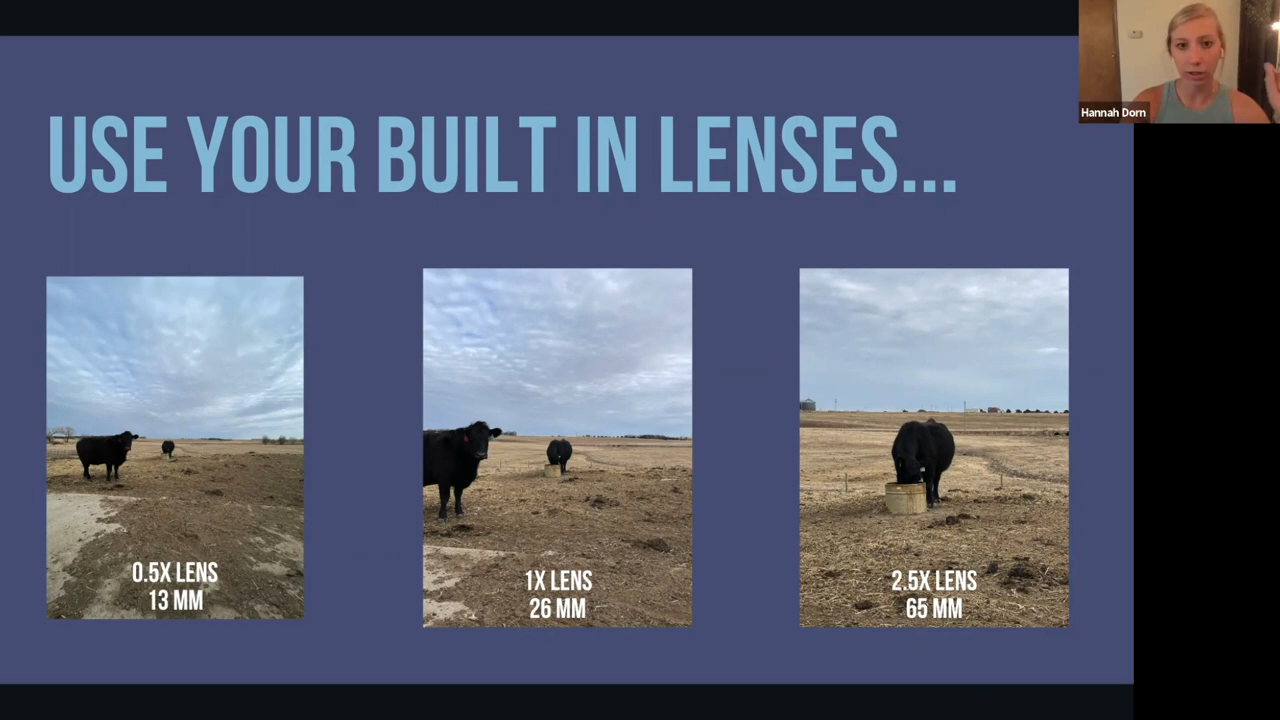 USE YOUR BUILT IN LENSES...
0.5X LENS
13 MM
1X LENS
26 MM
2.5X LENS
65 MM
Hannah Dorn